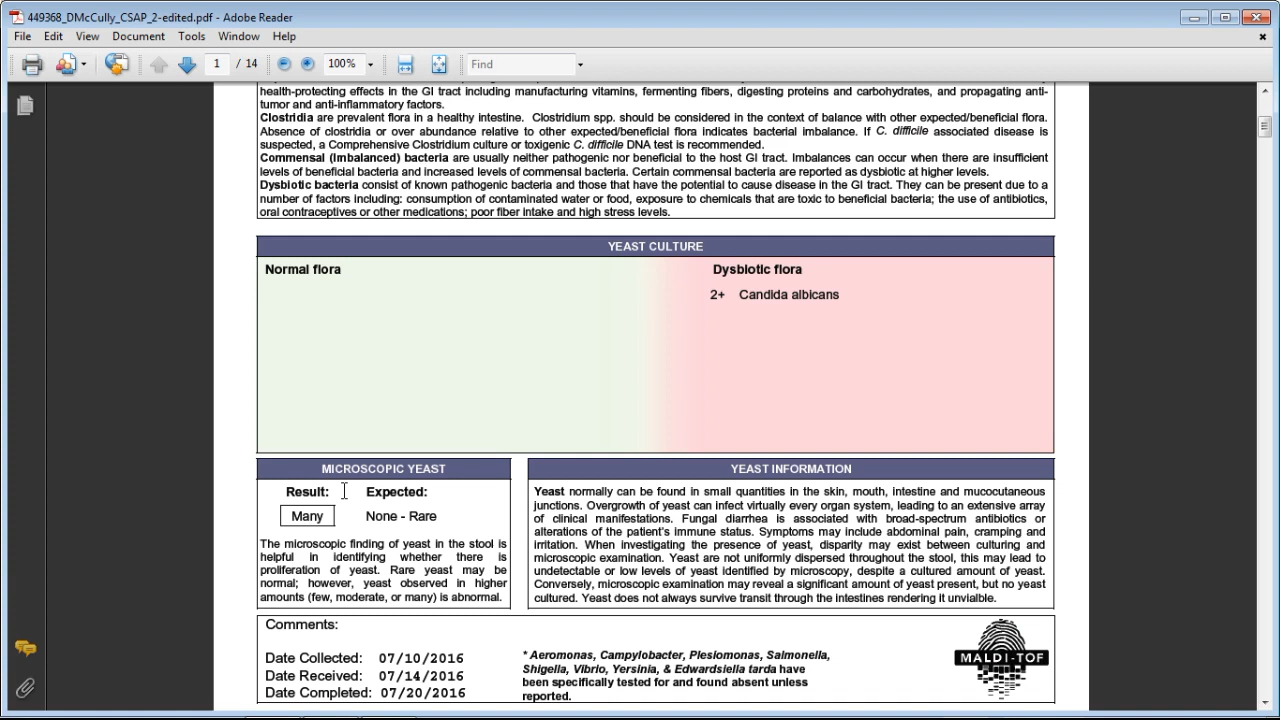 449368_DMcCully_CSAP_2-edited.pdf - Adobe Reader
File Edit View Document Tools Window Help
1 / 14 100% Find
health-protecting effects in the GI tract including manufacturing vitamins, fermenting fibers, digesting proteins and carbohydrates, and propagating anti-
tumor and anti-inflammatory factors.
Clostridia are prevalent flora in a healthy intestine. Clostridium spp. should be considered in the context of balance with other expected/beneficial flora.
Absence of clostridia or over abundance relative to other expected/beneficial flora indicates bacterial imbalance. If C. difficile associated disease is
suspected, a Comprehensive Clostridium culture or toxigenic C. difficile DNA test is recommended.
Commensal (Imbalanced) bacteria are usually neither pathogenic nor beneficial to the host GI tract. Imbalances can occur when there are insufficient
levels of beneficial bacteria and increased levels of commensal bacteria. Certain commensal bacteria are reported as dysbiotic at higher levels.
Dysbiotic bacteria consist of known pathogenic bacteria and those that have the potential to cause disease in the GI tract. They can be present due to a
number of factors including: consumption of contaminated water or food, exposure to chemicals that are toxic to beneficial bacteria; the use of antibiotics,
oral contraceptives or other medications; poor fiber intake and high stress levels.
YEAST CULTURE
Normal flora
Dysbiotic flora
2+ Candida albicans
MICROSCOPIC YEAST
Result: Expected:
Many None - Rare
The microscopic finding of yeast in the stool is
helpful in identifying whether there is
proliferation of yeast. Rare yeast may be
normal; however, yeast observed in higher
amounts (few, moderate, or many) is abnormal.
YEAST INFORMATION
Yeast normally can be found in small quantities in the skin, mouth, intestine and mucocutaneous
junctions. Overgrowth of yeast can infect virtually every organ system, leading to an extensive array
of clinical manifestations. Fungal diarrhea is associated with broad-spectrum antibiotics or
alterations of the patient's immune status. Symptoms may include abdominal pain, cramping and
irritation. When investigating the presence of yeast, disparity may exist between culturing and
microscopic examination. Yeast are not uniformly dispersed throughout the stool, this may lead to
undetectable or low levels of yeast identified by microscopy, despite a cultured amount of yeast.
Conversely, microscopic examination may reveal a significant amount of yeast present, but no yeast
cultured. Yeast does not always survive transit through the intestines rendering it unviable.
Comments:
Date Collected: 07/10/2016
Date Received: 07/14/2016
Date Completed: 07/20/2016
* Aeromonas, Campylobacter, Plesiomonas, Salmonella,
Shigella, Vibrio, Yersinia, & Edwardsiella tarda have
been specifically tested for and found absent unless
reported.
MALDI-TOF